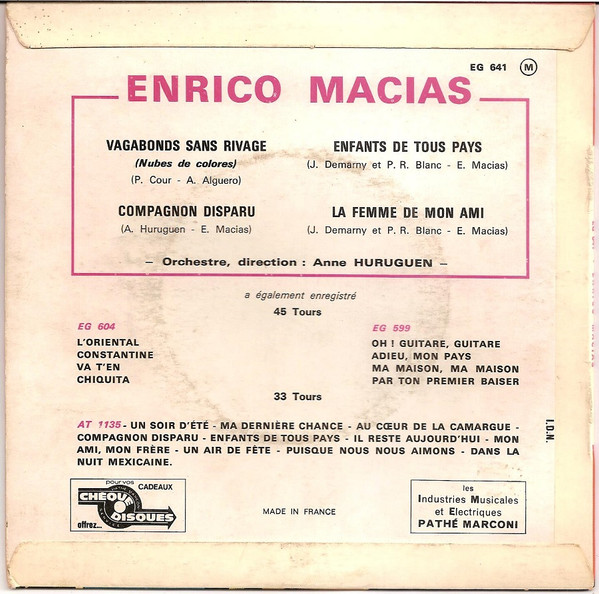 EG 641 M
ENRICO MACIAS
VAGABONDS SANS RIVAGE
(Nubes de colores)
(P. Cour - A. Alguero)
ENFANTS DE TOUS PAYS
(J. Demarny et P. R. Blanc - E. Macias)
COMPAGNON DISPARU
(A. Huruguen - E. Macias)
LA FEMME DE MON AMI
(J. Demarny et P. R. Blanc - E. Macias)
– Orchestre, direction : Anne HURUGUEN –
a également enregistré
45 Tours
EG 604
L'ORIENTAL
CONSTANTINE
VA T'EN
CHIQUITA
EG 599
OH ! GUITARE, GUITARE
ADIEU, MON PAYS
MA MAISON, MA MAISON
PAR TON PREMIER BAISER
33 Tours
AT 1135 - UN SOIR D'ÉTÉ - MA DERNIÈRE CHANCE - AU CŒUR DE LA CAMARGUE -
COMPAGNON DISPARU - ENFANTS DE TOUS PAYS - IL RESTE AUJOURD'HUI - MON
AMI, MON FRÈRE - UN AIR DE FÊTE - PUISQUE NOUS NOUS AIMONS - DANS LA
NUIT MEXICAINE.
pour vos CADEAUX
CHÈQUE
DISQUES
offrez...
MADE IN FRANCE
les
Industries Musicales
et Electriques
PATHÉ MARCONI
I.D.N.